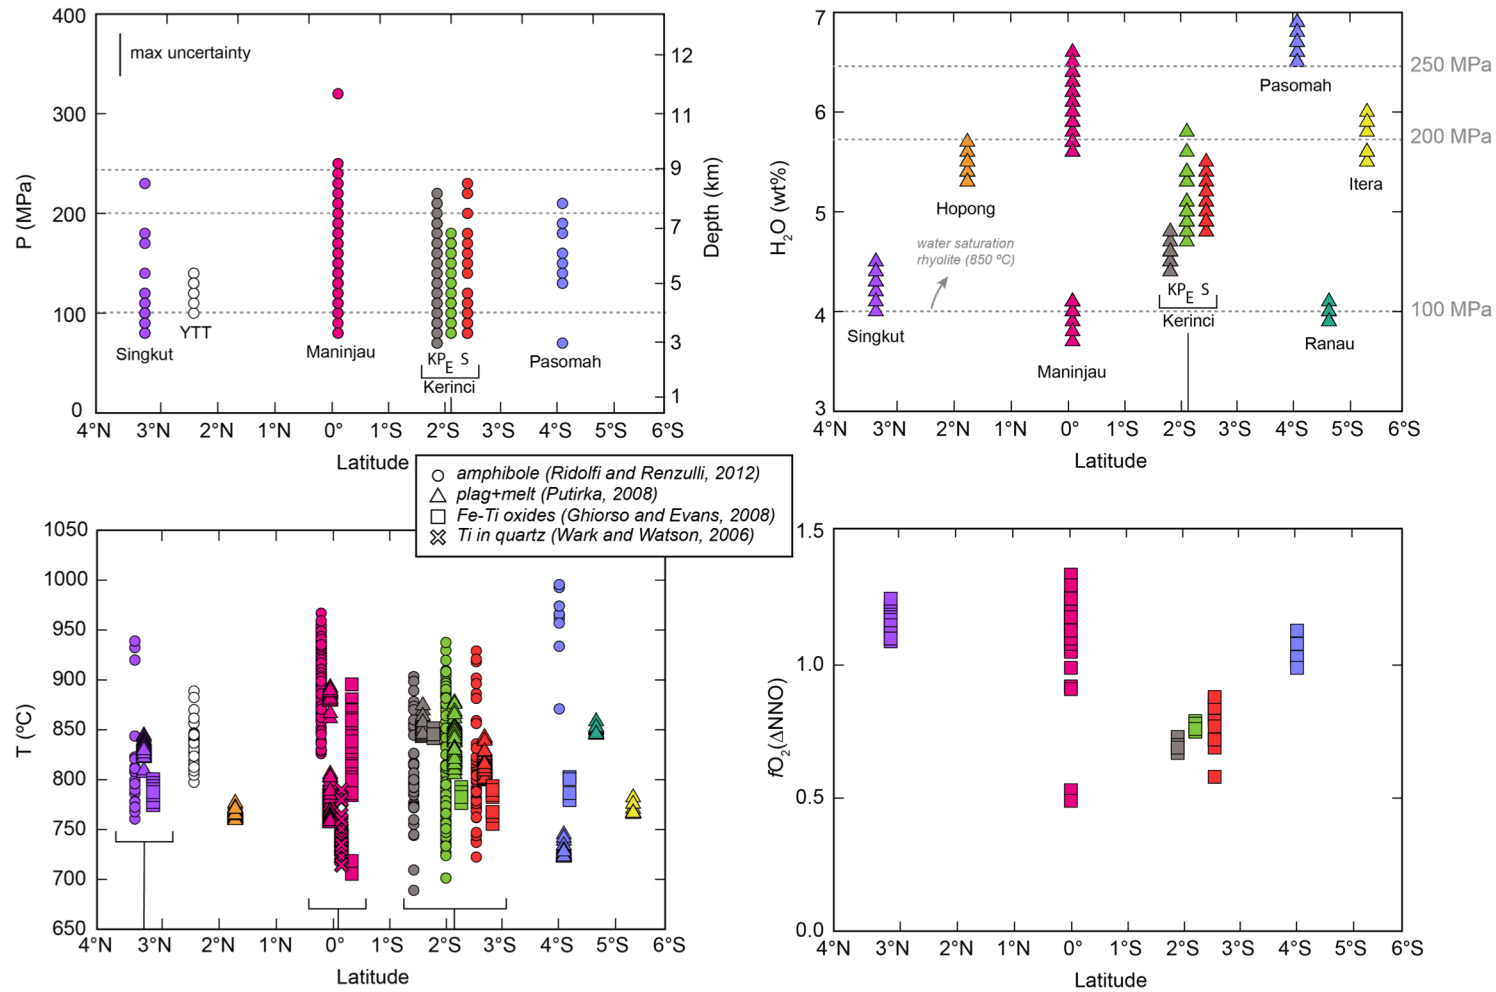 400
300
200
100
0
P (MPa)
max uncertainty
12
11
9
7
5
3
1
Depth (km)
Singkut
YTT
Maninjau
KP E S
Kerinci
Pasomah
4°N 3°N 2°N 1°N 0° 1°S 2°S 3°S 4°S 5°S 6°S
Latitude
7
6
5
4
3
H2O (wt%)
250 MPa
200 MPa
100 MPa
Pasomah
Hopong
Itera
water saturation
rhyolite (850 ºC)
Singkut
KP E S
Kerinci
Maninjau
Ranau
4°N 3°N 2°N 1°N 0° 1°S 2°S 3°S 4°S 5°S 6°S
Latitude
amphibole (Ridolfi and Renzulli, 2012)
plag+melt (Putirka, 2008)
Fe-Ti oxides (Ghiorso and Evans, 2008)
Ti in quartz (Wark and Watson, 2006)
1050
1000
950
900
850
800
750
700
650
T (ºC)
4°N 3°N 2°N 1°N 0° 1°S 2°S 3°S 4°S 5°S 6°S
Latitude
1.5
1.0
0.5
0.0
fO2(ΔNNO)
4°N 3°N 2°N 1°N 0° 1°S 2°S 3°S 4°S 5°S 6°S
Latitude